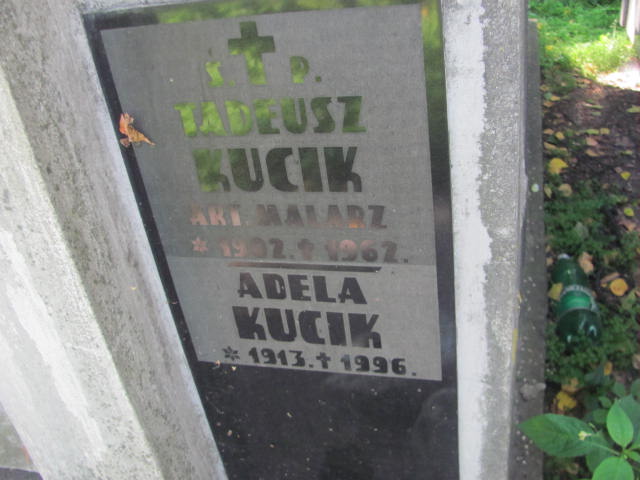 Ś. P.
TADEUSZ
KUCIK
ART. MALARZ
* 1902. † 1962.
ADELA
KUCIK
* 1913. † 1996.